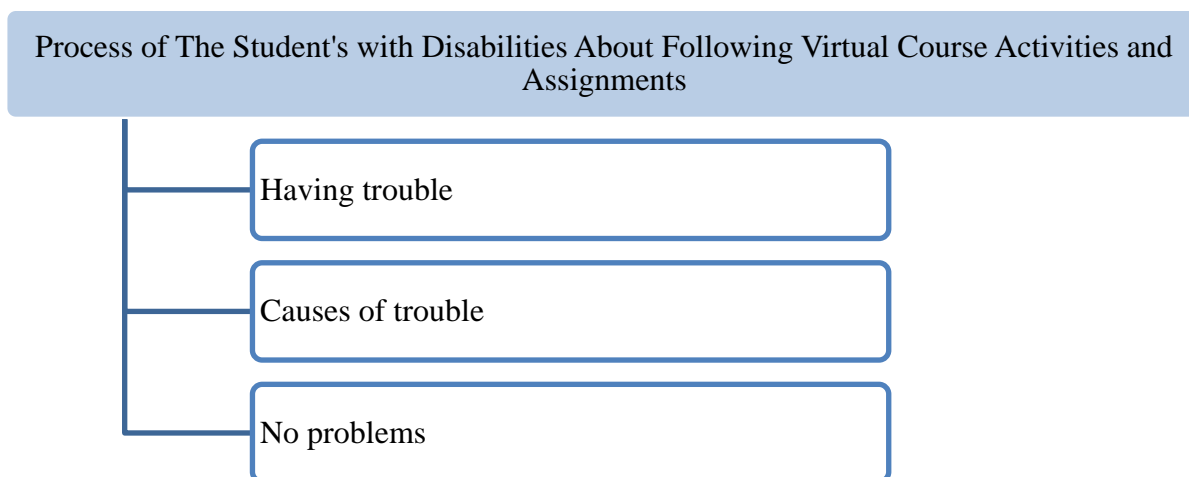 Process of The Student's with Disabilities About Following Virtual Course Activities and
Assignments
Having trouble
Causes of trouble
No problems